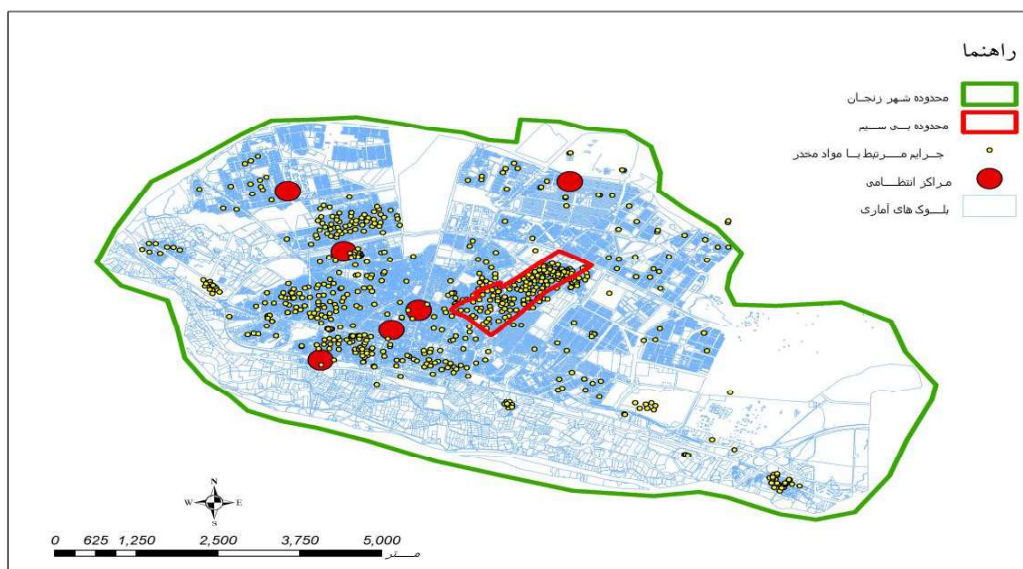 راهنما
محدوده شهر زنجان
محدوده بی سیم
جرایم مرتبط با مواد مخدر
مراکز انتظامی
بلوک های آماری
N
W E
S
0 625 1,250 2,500 3,750 5,000 متر